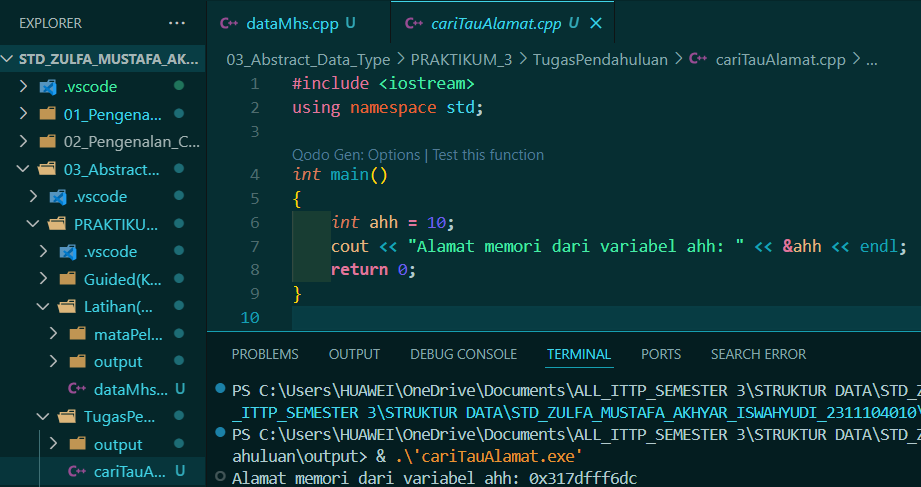 EXPLORER ...
STD_ZULFA_MUSTAFA_AK...
.vscode
01_Pengena...
02_Pengenalan_C...
03_Abstract...
.vscode
PRAKTIKU...
.vscode
Guided(K...
Latihan(...
mataPel...
output
dataMhs... U
TugasPe...
output
cariTauA... U
dataMhs.cpp U
cariTauAlamat.cpp U
03_Abstract_Data_Type > PRAKTIKUM_3 > TugasPendahuluan > cariTauAlamat.cpp > ...
1 #include <iostream>
2 using namespace std;
3
Qodo Gen: Options | Test this function
4 int main()
5 {
6 int ahh = 10;
7 cout << "Alamat memori dari variabel ahh: " << &ahh << endl;
8 return 0;
9 }
10
PROBLEMS OUTPUT DEBUG CONSOLE TERMINAL PORTS SEARCH ERROR
PS C:\Users\HUAWEI\OneDrive\Documents\ALL_ITTP_SEMESTER 3\STRUKTUR DATA\STD_Z
_ITTP_SEMESTER 3\STRUKTUR DATA\STD_ZULFA_MUSTAFA_AKHYAR_ISWAHYUDI_2311104010\
PS C:\Users\HUAWEI\OneDrive\Documents\ALL_ITTP_SEMESTER 3\STRUKTUR DATA\STD_Z
ahuluan\output> & .\'cariTauAlamat.exe'
Alamat memori dari variabel ahh: 0x317dfff6dc